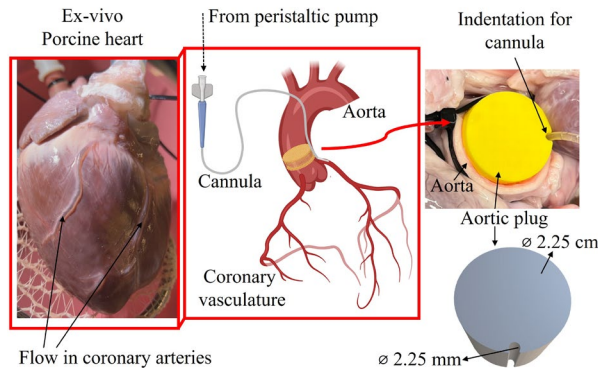 Ex-vivo
Porcine heart
From peristaltic pump
Indentation for
cannula
Aorta
Cannula
Aorta
Aortic plug
⌀ 2.25 cm
Coronary
vasculature
⌀ 2.25 mm
Flow in coronary arteries